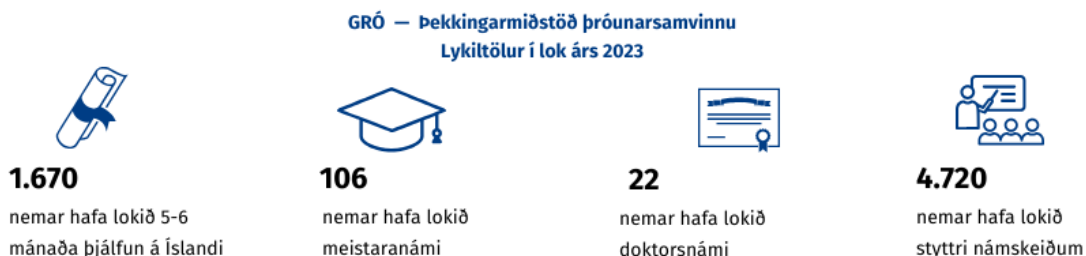 GRÓ — Þekkingarmiðstöð þróunarsamvinnu
Lykiltölur í lok árs 2023
1.670
nemar hafa lokið 5-6
mánaða þjálfun á Íslandi
106
nemar hafa lokið
meistaranámi
22
nemar hafa lokið
doktorsnámi
4.720
nemar hafa lokið
styttri námskeiðum